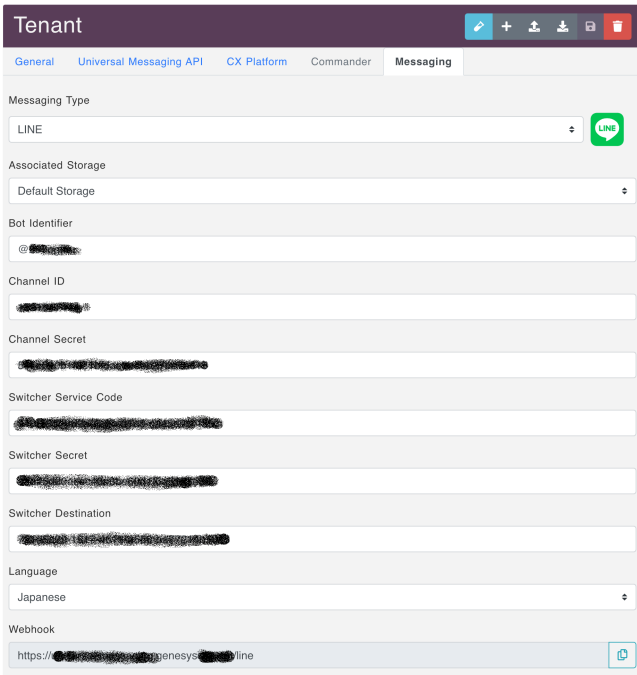 Tenant
General Universal Messaging API CX Platform Commander Messaging
Messaging Type
LINE
LINE
Associated Storage
Default Storage
Bot Identifier
@
Channel ID
Channel Secret
Switcher Service Code
Switcher Secret
Switcher Destination
Language
Japanese
Webhook
https:// genesys /line